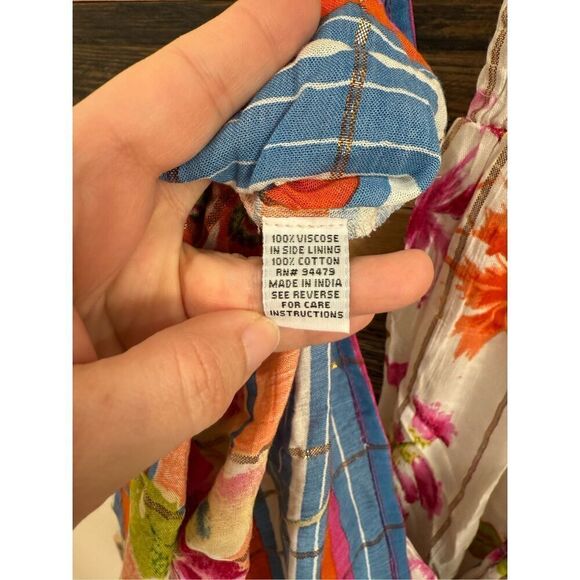 100% VISCOSE
IN SIDE LINING
100% COTTON
RN# 94479
MADE IN INDIA
SEE REVERSE
FOR CARE
INSTRUCTIONS